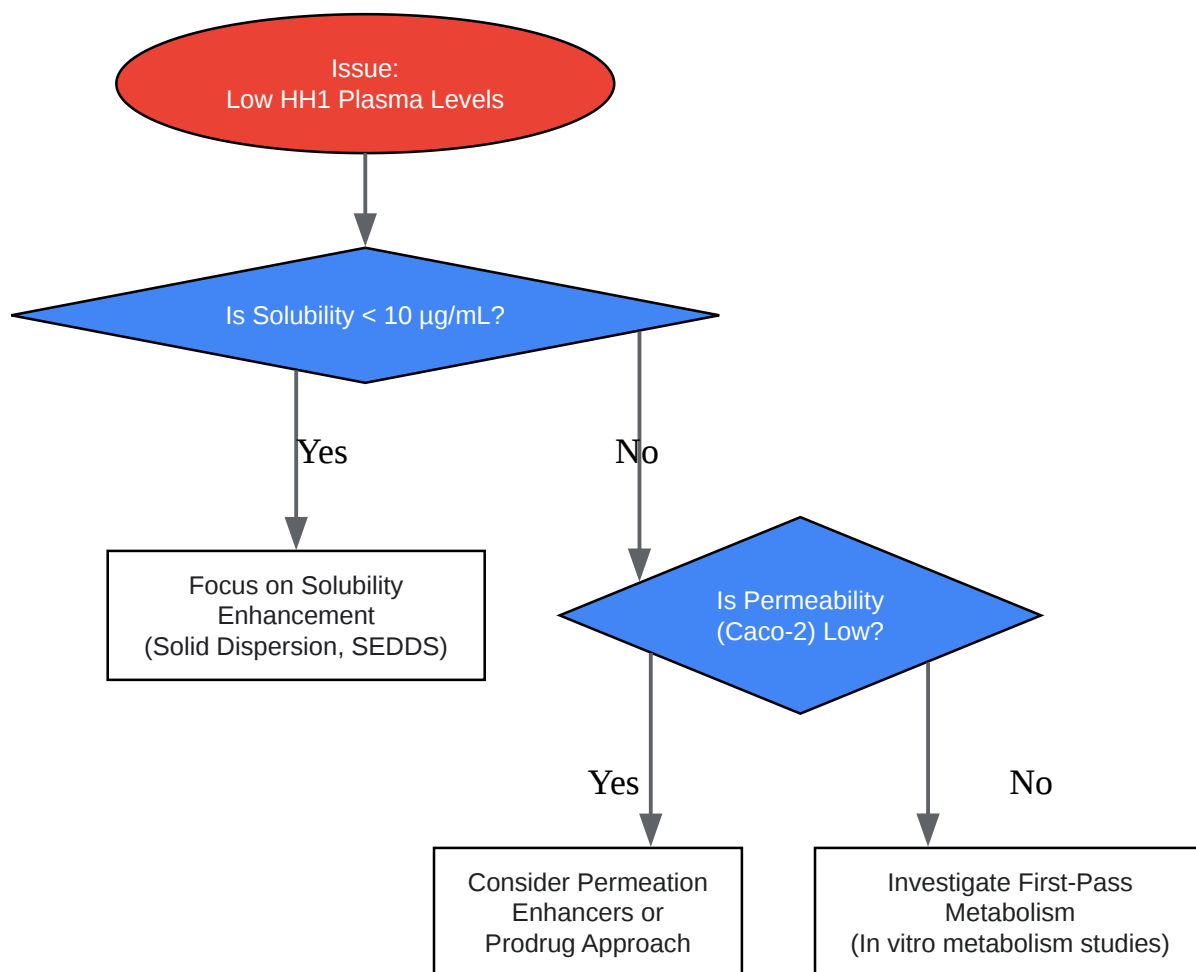 Issue:
Low HH1 Plasma Levels
Is Solubility < 10 µg/mL?
Yes
No
Focus on Solubility
Enhancement
(Solid Dispersion, SEDDS)
Is Permeability
(Caco-2) Low?
Yes
No
Consider Permeation
Enhancers or
Prodrug Approach
Investigate First-Pass
Metabolism
(In vitro metabolism studies)